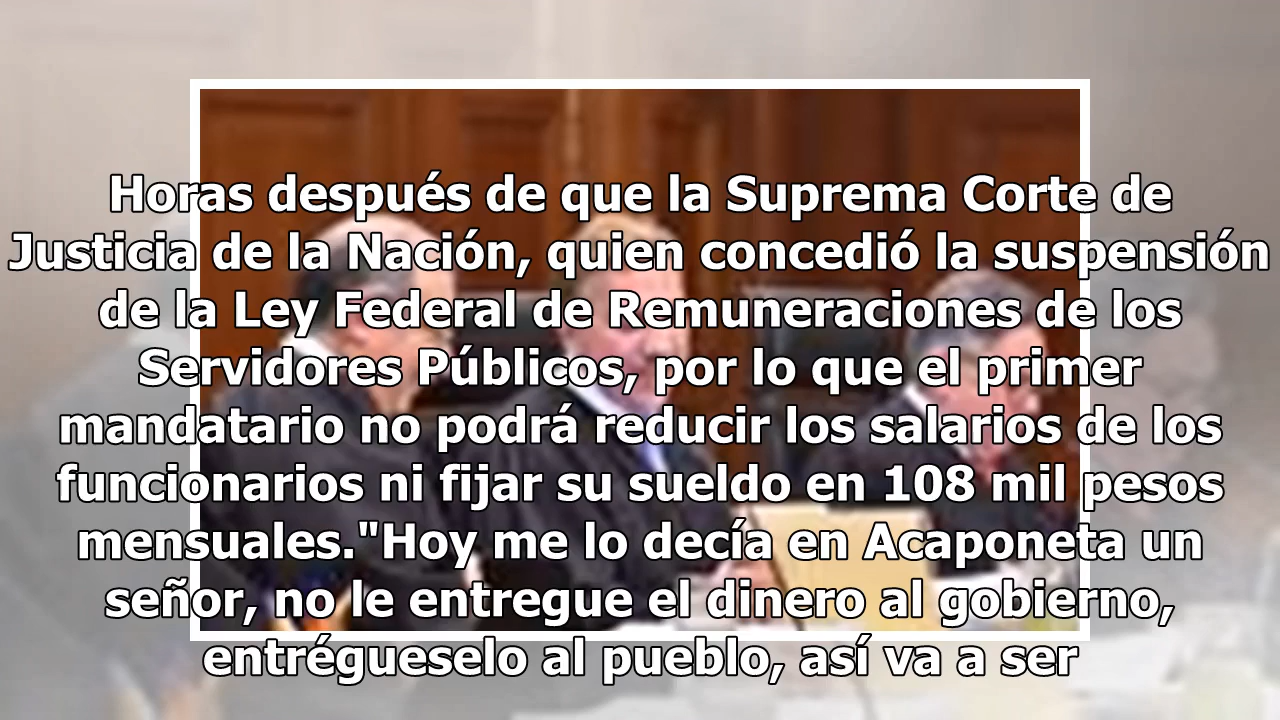 Horas después de que la Suprema Corte de
Justicia de la Nación, quien concedió la suspensión
de la Ley Federal de Remuneraciones de los
Servidores Públicos, por lo que el primer
mandatario no podrá reducir los salarios de los
funcionarios ni fijar su sueldo en 108 mil pesos
mensuales."Hoy me lo decía en Acaponeta un
señor, no le entregue el dinero al gobierno,
entrégueselo al pueblo, así va a ser